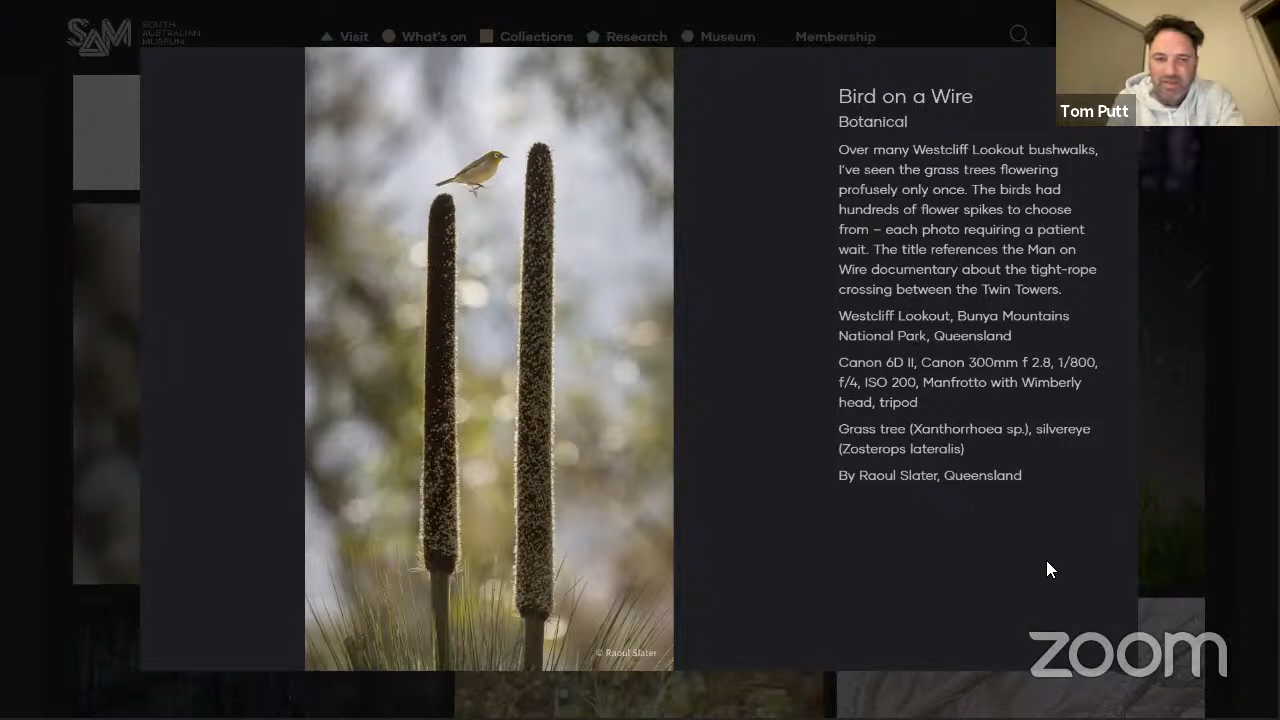 SAM
SOUTH
AUSTRALIAN
MUSEUM
Visit
What's on
Collections
Research
Museum
Membership
Tom Putt
Bird on a Wire
Botanical
Over many Westcliff Lookout bushwalks,
I've seen the grass trees flowering
profusely only once. The birds had
hundreds of flower spikes to choose
from – each photo requiring a patient
wait. The title references the Man on
Wire documentary about the tight-rope
crossing between the Twin Towers.
Westcliff Lookout, Bunya Mountains
National Park, Queensland
Canon 6D II, Canon 300mm f 2.8, 1/800,
f/4, ISO 200, Manfrotto with Wimberly
head, tripod
Grass tree (Xanthorrhoea sp.), silvereye
(Zosterops lateralis)
By Raoul Slater, Queensland
© Raoul Slater
zoom